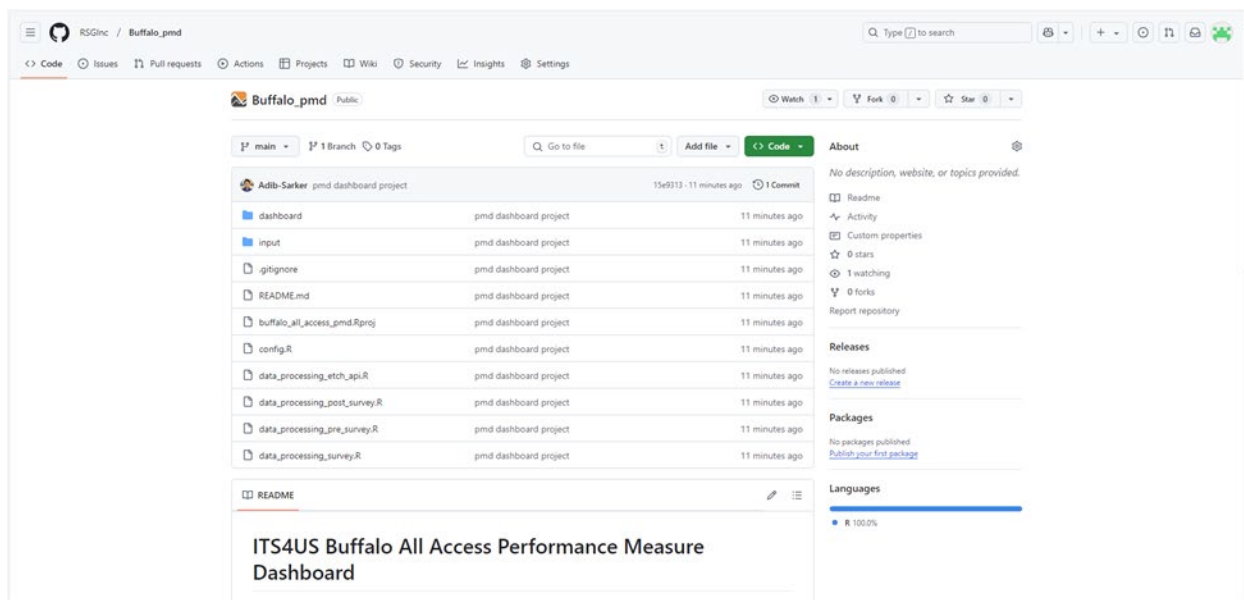 RSGInc / Buffalo_pmd
Type / to search
Code Issues Pull requests Actions Projects Wiki Security Insights Settings
Buffalo_pmd Public
Watch 1 Fork 0 Star 0
main 1 Branch 0 Tags Go to file t Add file Code
About
No description, website, or topics provided.
Adib-Sarker pmd dashboard project 15e9313 · 11 minutes ago 1 Commit
dashboard pmd dashboard project 11 minutes ago
input pmd dashboard project 11 minutes ago
.gitignore pmd dashboard project 11 minutes ago
README.md pmd dashboard project 11 minutes ago
buffalo_all_access_pmd.Rproj pmd dashboard project 11 minutes ago
config.R pmd dashboard project 11 minutes ago
data_processing_etch_api.R pmd dashboard project 11 minutes ago
data_processing_post_survey.R pmd dashboard project 11 minutes ago
data_processing_pre_survey.R pmd dashboard project 11 minutes ago
data_processing_survey.R pmd dashboard project 11 minutes ago
Readme
Activity
Custom properties
0 stars
1 watching
0 forks
Report repository
Releases
No releases published
Create a new release
Packages
No packages published
Publish your first package
Languages
R 100.0%
README
ITS4US Buffalo All Access Performance Measure
Dashboard